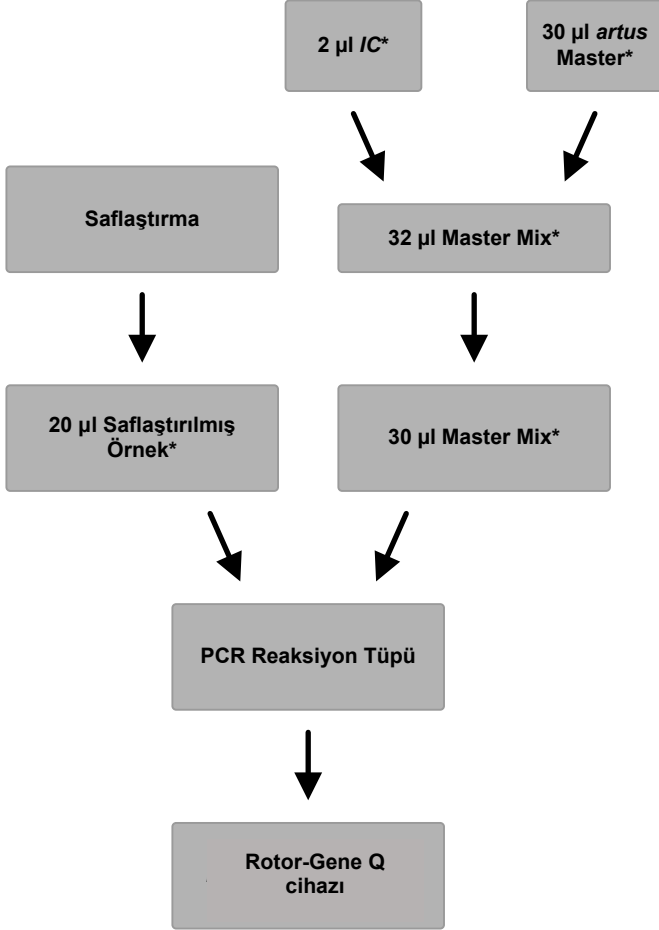 2 µl IC*
30 µl artus
Master*
Saflaştırma
32 µl Master Mix*
20 µl Saflaştırılmış
Örnek*
30 µl Master Mix*
PCR Reaksiyon Tüpü
Rotor-Gene Q
cihazı